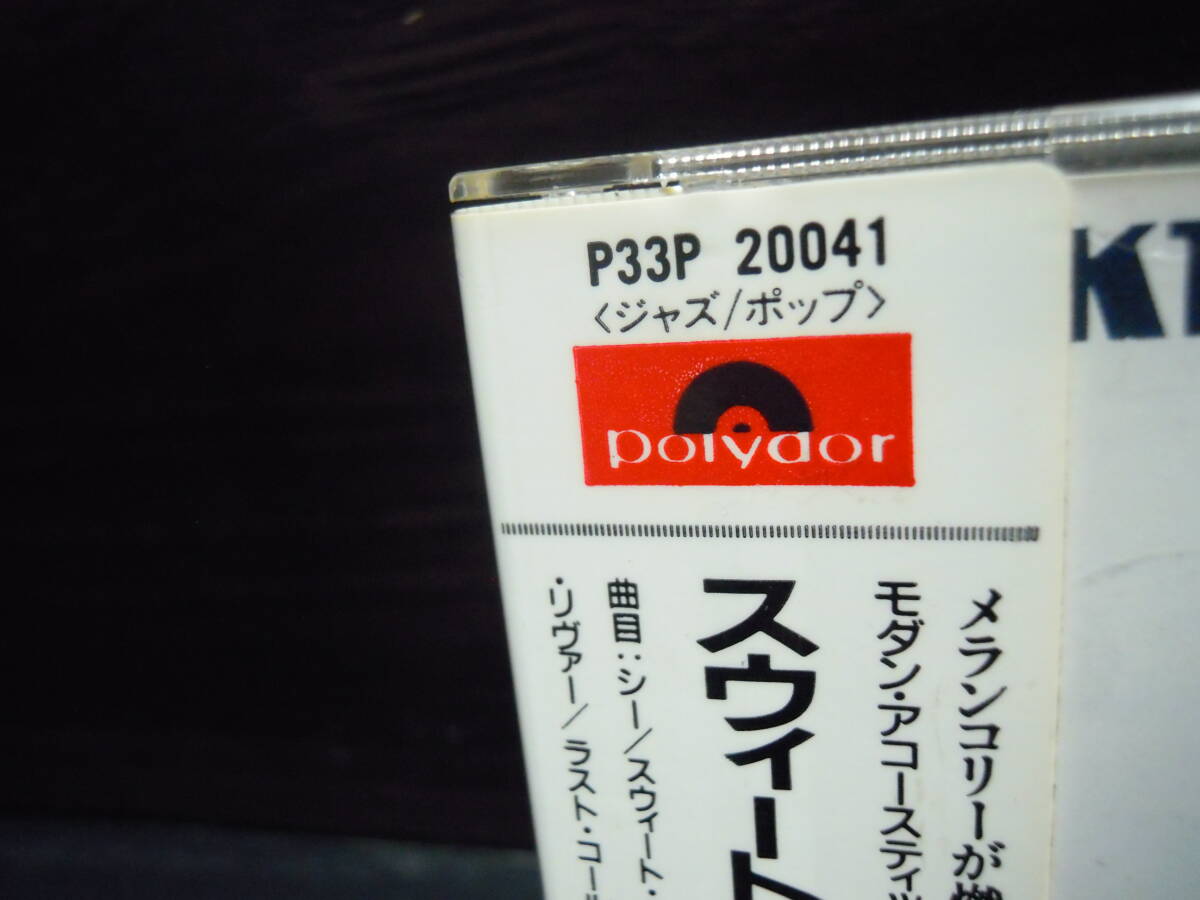 P33P 20041
〈ジャズ/ポップ〉
polydor
メランコリーが
モダン・アコースティッ
スウィート
曲目:シー/スウィート・
・リヴァー/ラスト・コー
K